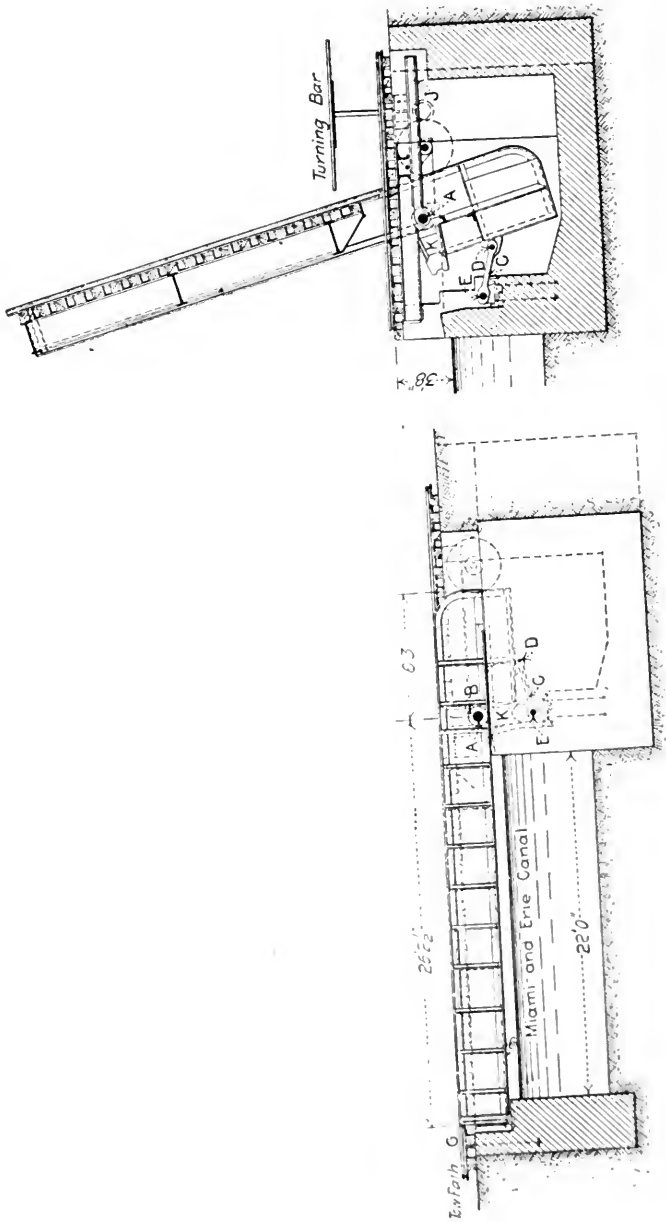 Turning Bar
J
A
K
E
D
C
3'8"
6.3
B
A
K
D
C
E
Miami and Erie Canal
22'0"
G